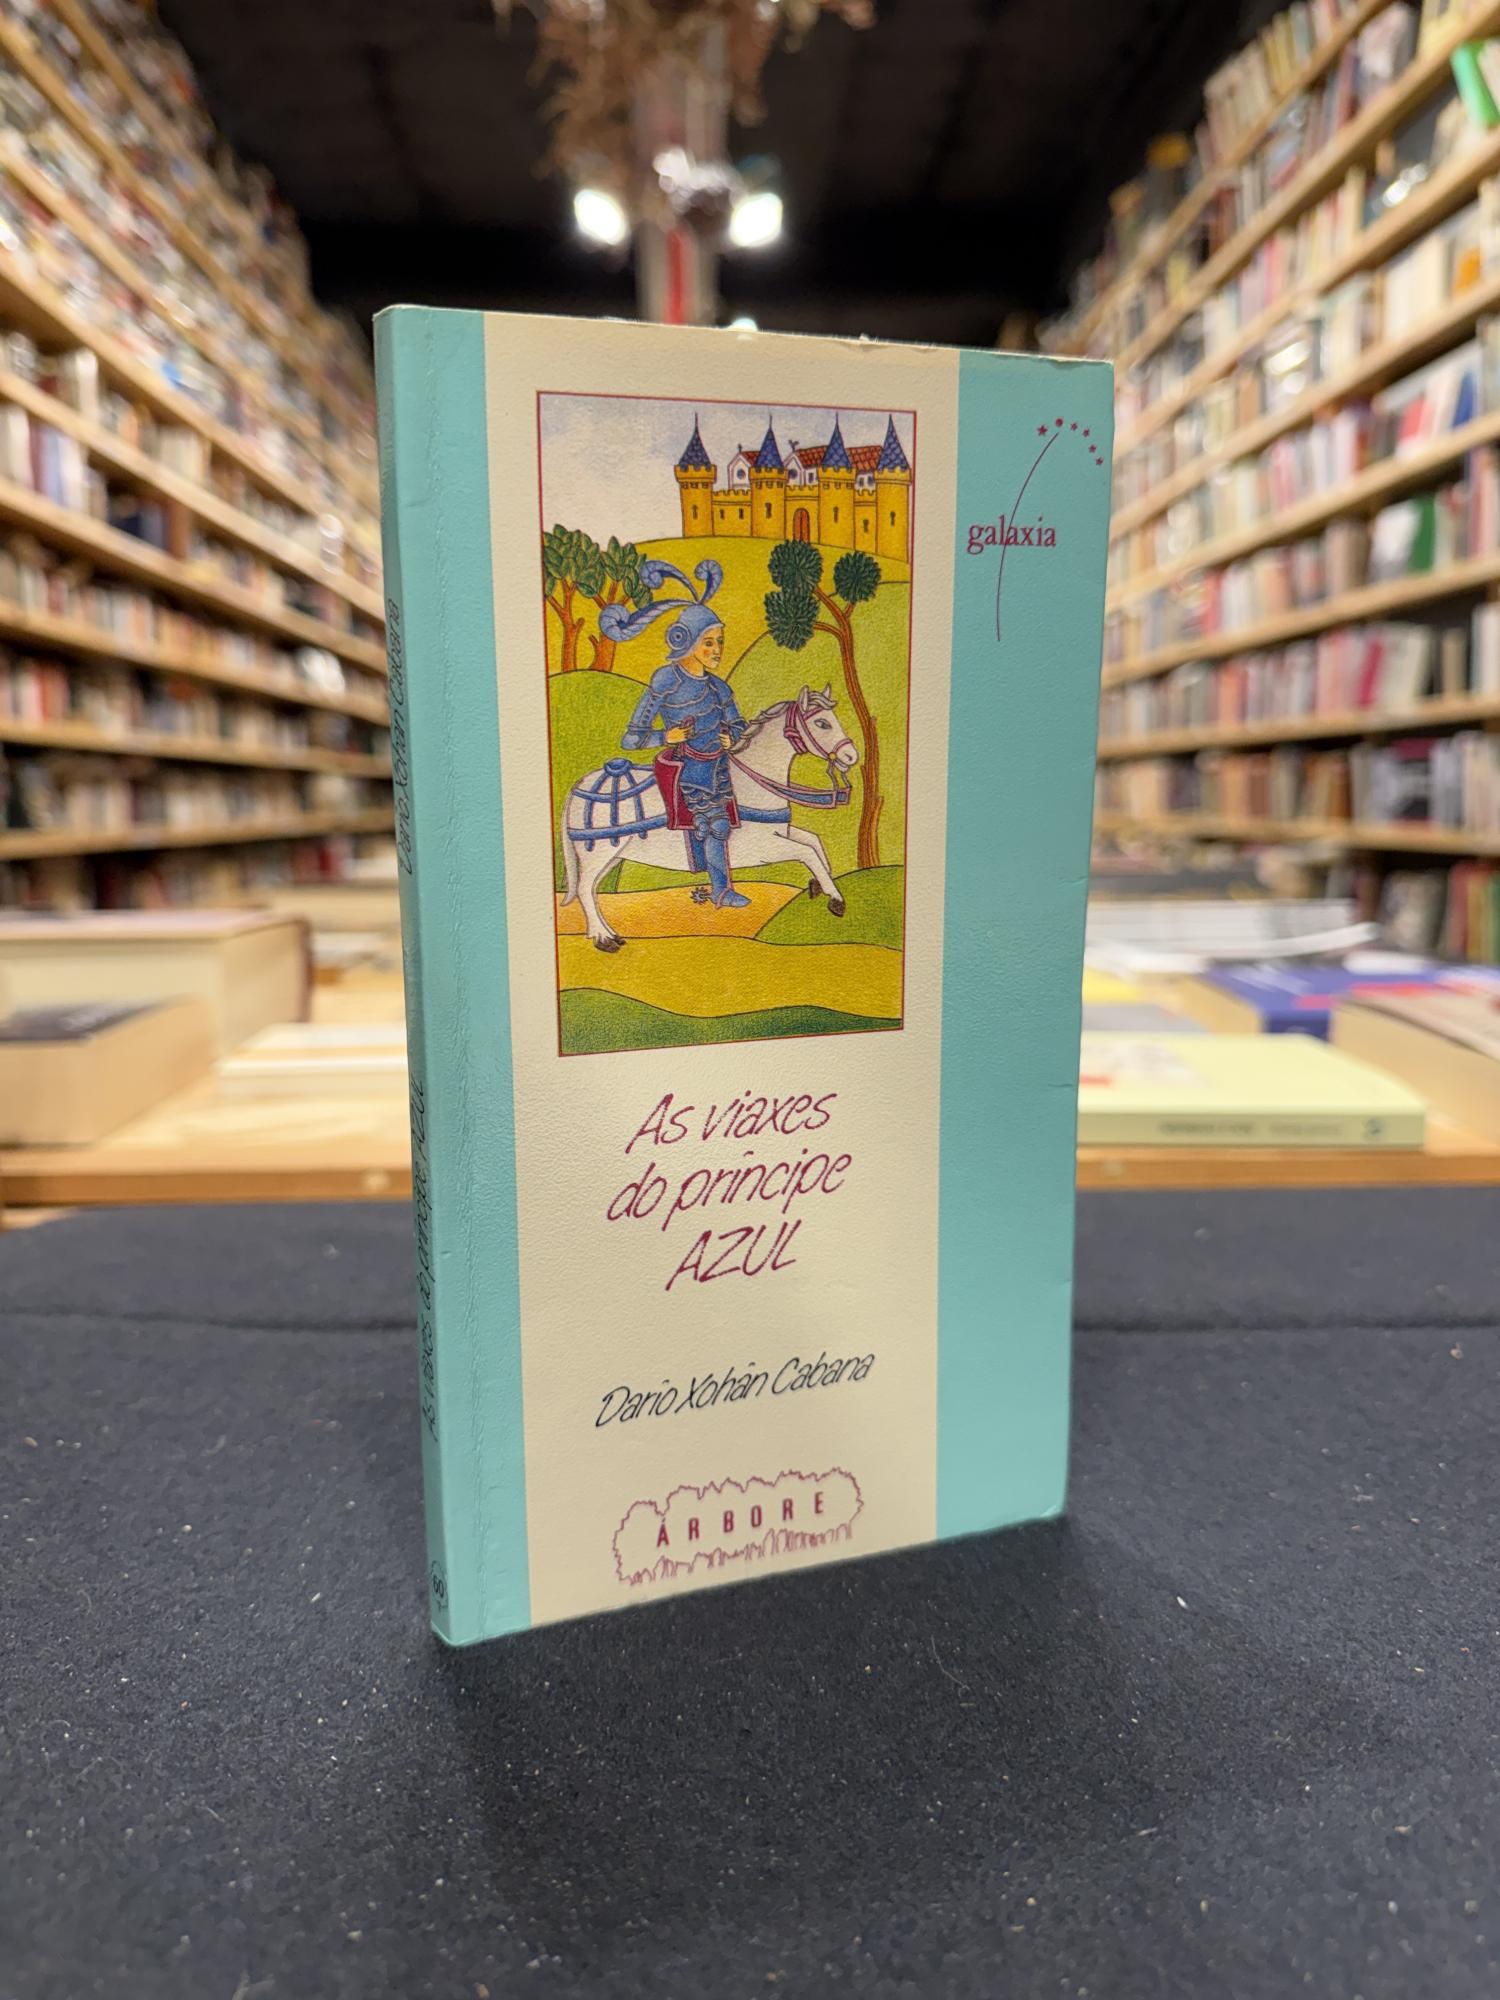 galaxia
As viaxes
do príncipe
AZUL
Darío Xohán Cabana
ÁRBORE
As viaxes do príncipe AZUL Darío Xohán Cabana
60